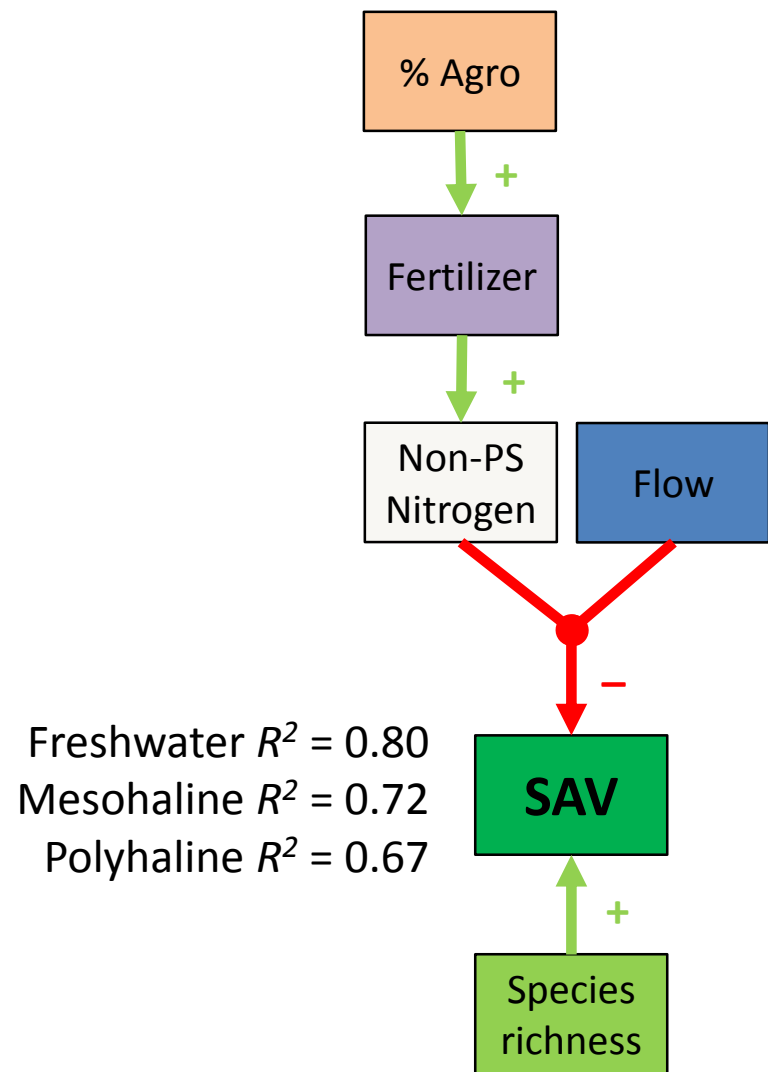 % Agro
+
Fertilizer
+
Non-PS
Nitrogen
Flow
–
Freshwater R² = 0.80
Mesohaline R² = 0.72
Polyhaline R² = 0.67
SAV
+
Species
richness